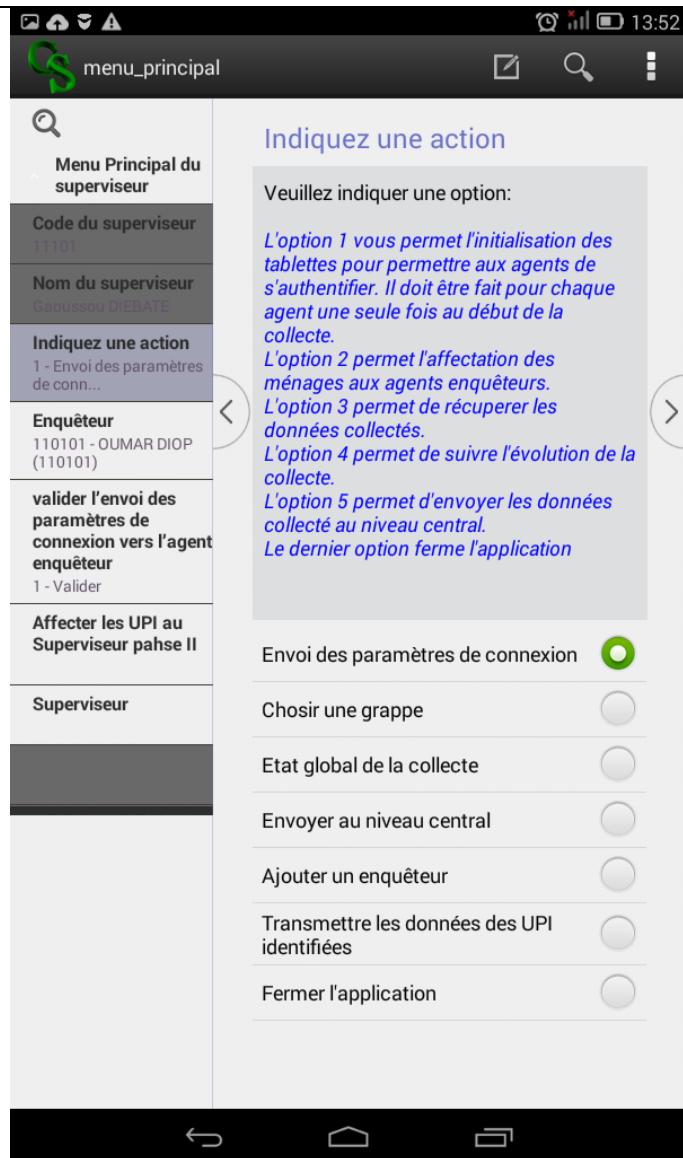 13:52
menu_principal
Menu Principal du
superviseur
Code du superviseur
11101
Nom du superviseur
Gaoussou DIEBATE
Indiquez une action
1 - Envoi des paramètres
de conn...
Enquêteur
110101 - OUMAR DIOP
(110101)
valider l'envoi des
paramètres de
connexion vers l'agent
enquêteur
1 - Valider
Affecter les UPI au
Superviseur pahse II
Superviseur
Indiquez une action
Veuillez indiquer une option:
L'option 1 vous permet l'initialisation des
tablettes pour permettre aux agents de
s'authentifier. Il doit être fait pour chaque
agent une seule fois au début de la
collecte.
L'option 2 permet l'affectation des
ménages aux agents enquêteurs.
L'option 3 permet de récuperer les
données collectés.
L'option 4 permet de suivre l'évolution de la
collecte.
L'option 5 permet d'envoyer les données
collecté au niveau central.
Le dernier option ferme l'application
Envoi des paramètres de connexion
Chosir une grappe
Etat global de la collecte
Envoyer au niveau central
Ajouter un enquêteur
Transmettre les données des UPI
identifiées
Fermer l'application